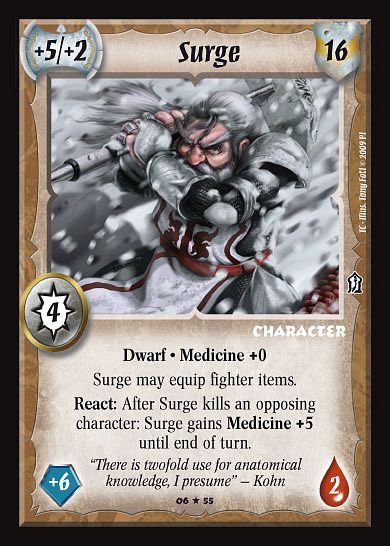 +5/+2
Surge
16
TC • Illus. Tony Foti ©2009 P1
4
CHARACTER
Dwarf • Medicine +0
Surge may equip fighter items.
React: After Surge kills an opposing
character: Surge gains Medicine +5
until end of turn.
“There is twofold use for anatomical
knowledge, I presume” – Kohn
+6
2
06 ★ 55